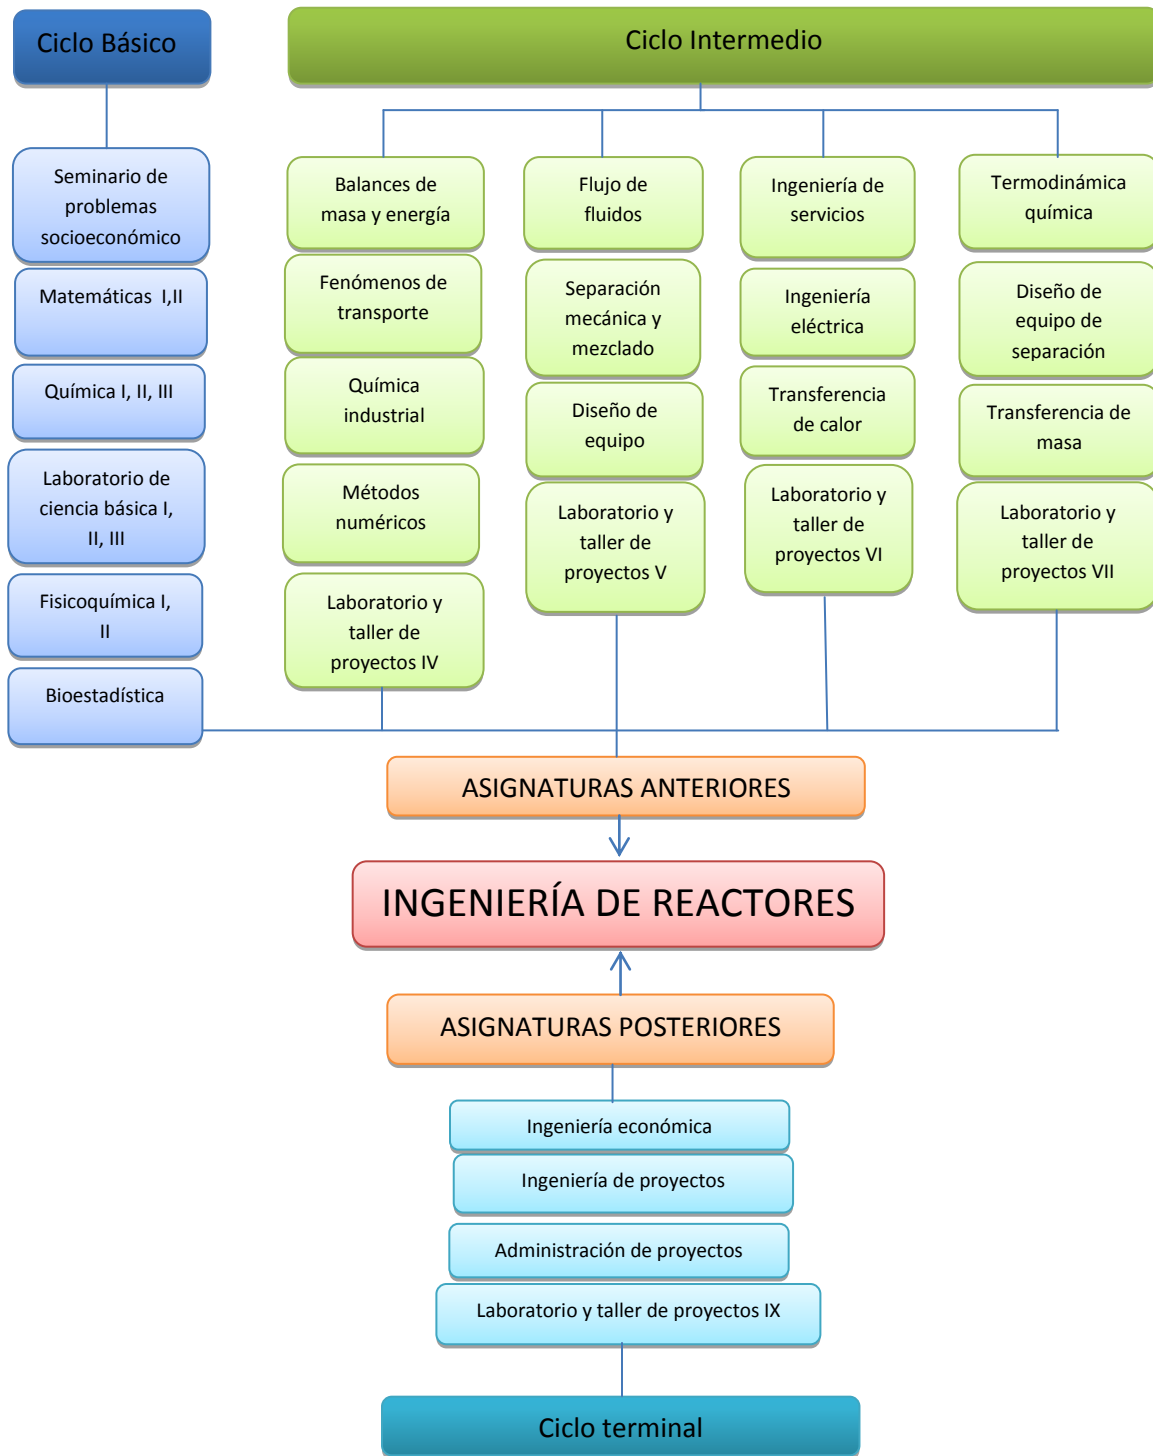 Ciclo Básico
Ciclo Intermedio
Seminario de
problemas
socioeconómico
Matemáticas I,II
Química I, II, III
Laboratorio de
ciencia básica I,
II, III
Fisicoquímica I,
II
Bioestadística
Balances de
masa y energía
Fenómenos de
transporte
Química
industrial
Métodos
numéricos
Laboratorio y
taller de
proyectos IV
Flujo de
fluidos
Separación
mecánica y
mezclado
Diseño de
equipo
Laboratorio y
taller de
proyectos V
Ingeniería de
servicios
Ingeniería
eléctrica
Transferencia
de calor
Laboratorio y
taller de
proyectos VI
Termodinámica
química
Diseño de
equipo de
separación
Transferencia de
masa
Laboratorio y
taller de
proyectos VII
ASIGNATURAS ANTERIORES
INGENIERÍA DE REACTORES
ASIGNATURAS POSTERIORES
Ingeniería económica
Ingeniería de proyectos
Administración de proyectos
Laboratorio y taller de proyectos IX
Ciclo terminal